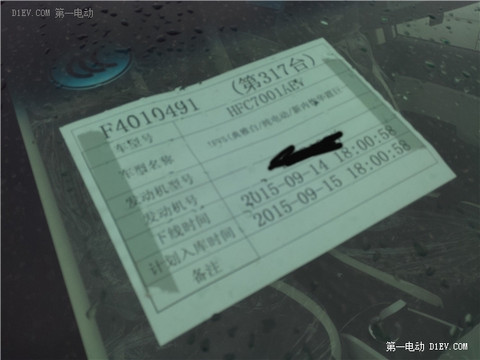 D1EV.COM 第一电动
F4010491 (第317台)
车型号 HFC7001AEV
车型名称
发动机型号
发动机号
下线时间 2015-09-14 18:00:58
计划入库时间 2015-09-15 18:00:58
备注
第一电动 D1EV.COM